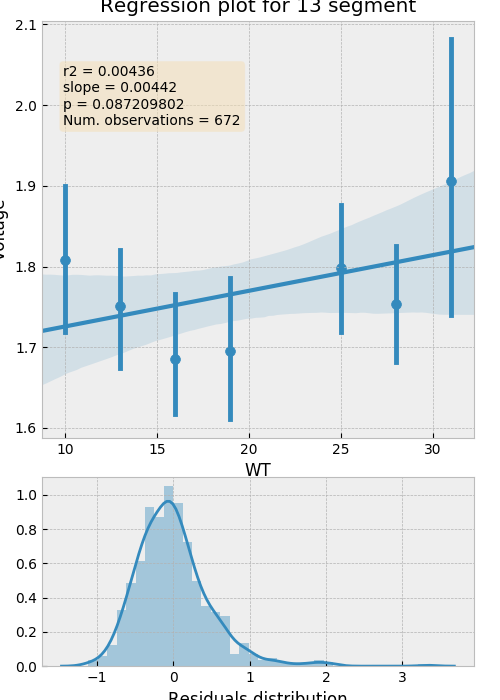 Regression plot for 13 segment
2.1
r2 = 0.00436
slope = 0.00442
p = 0.087209802
Num. observations = 672
2.0
1.9
Voltage
1.8
1.7
1.6
10 15 20 25 30
WT
1.0
0.8
0.6
0.4
0.2
0.0
−1 0 1 2 3
Residuals distribution